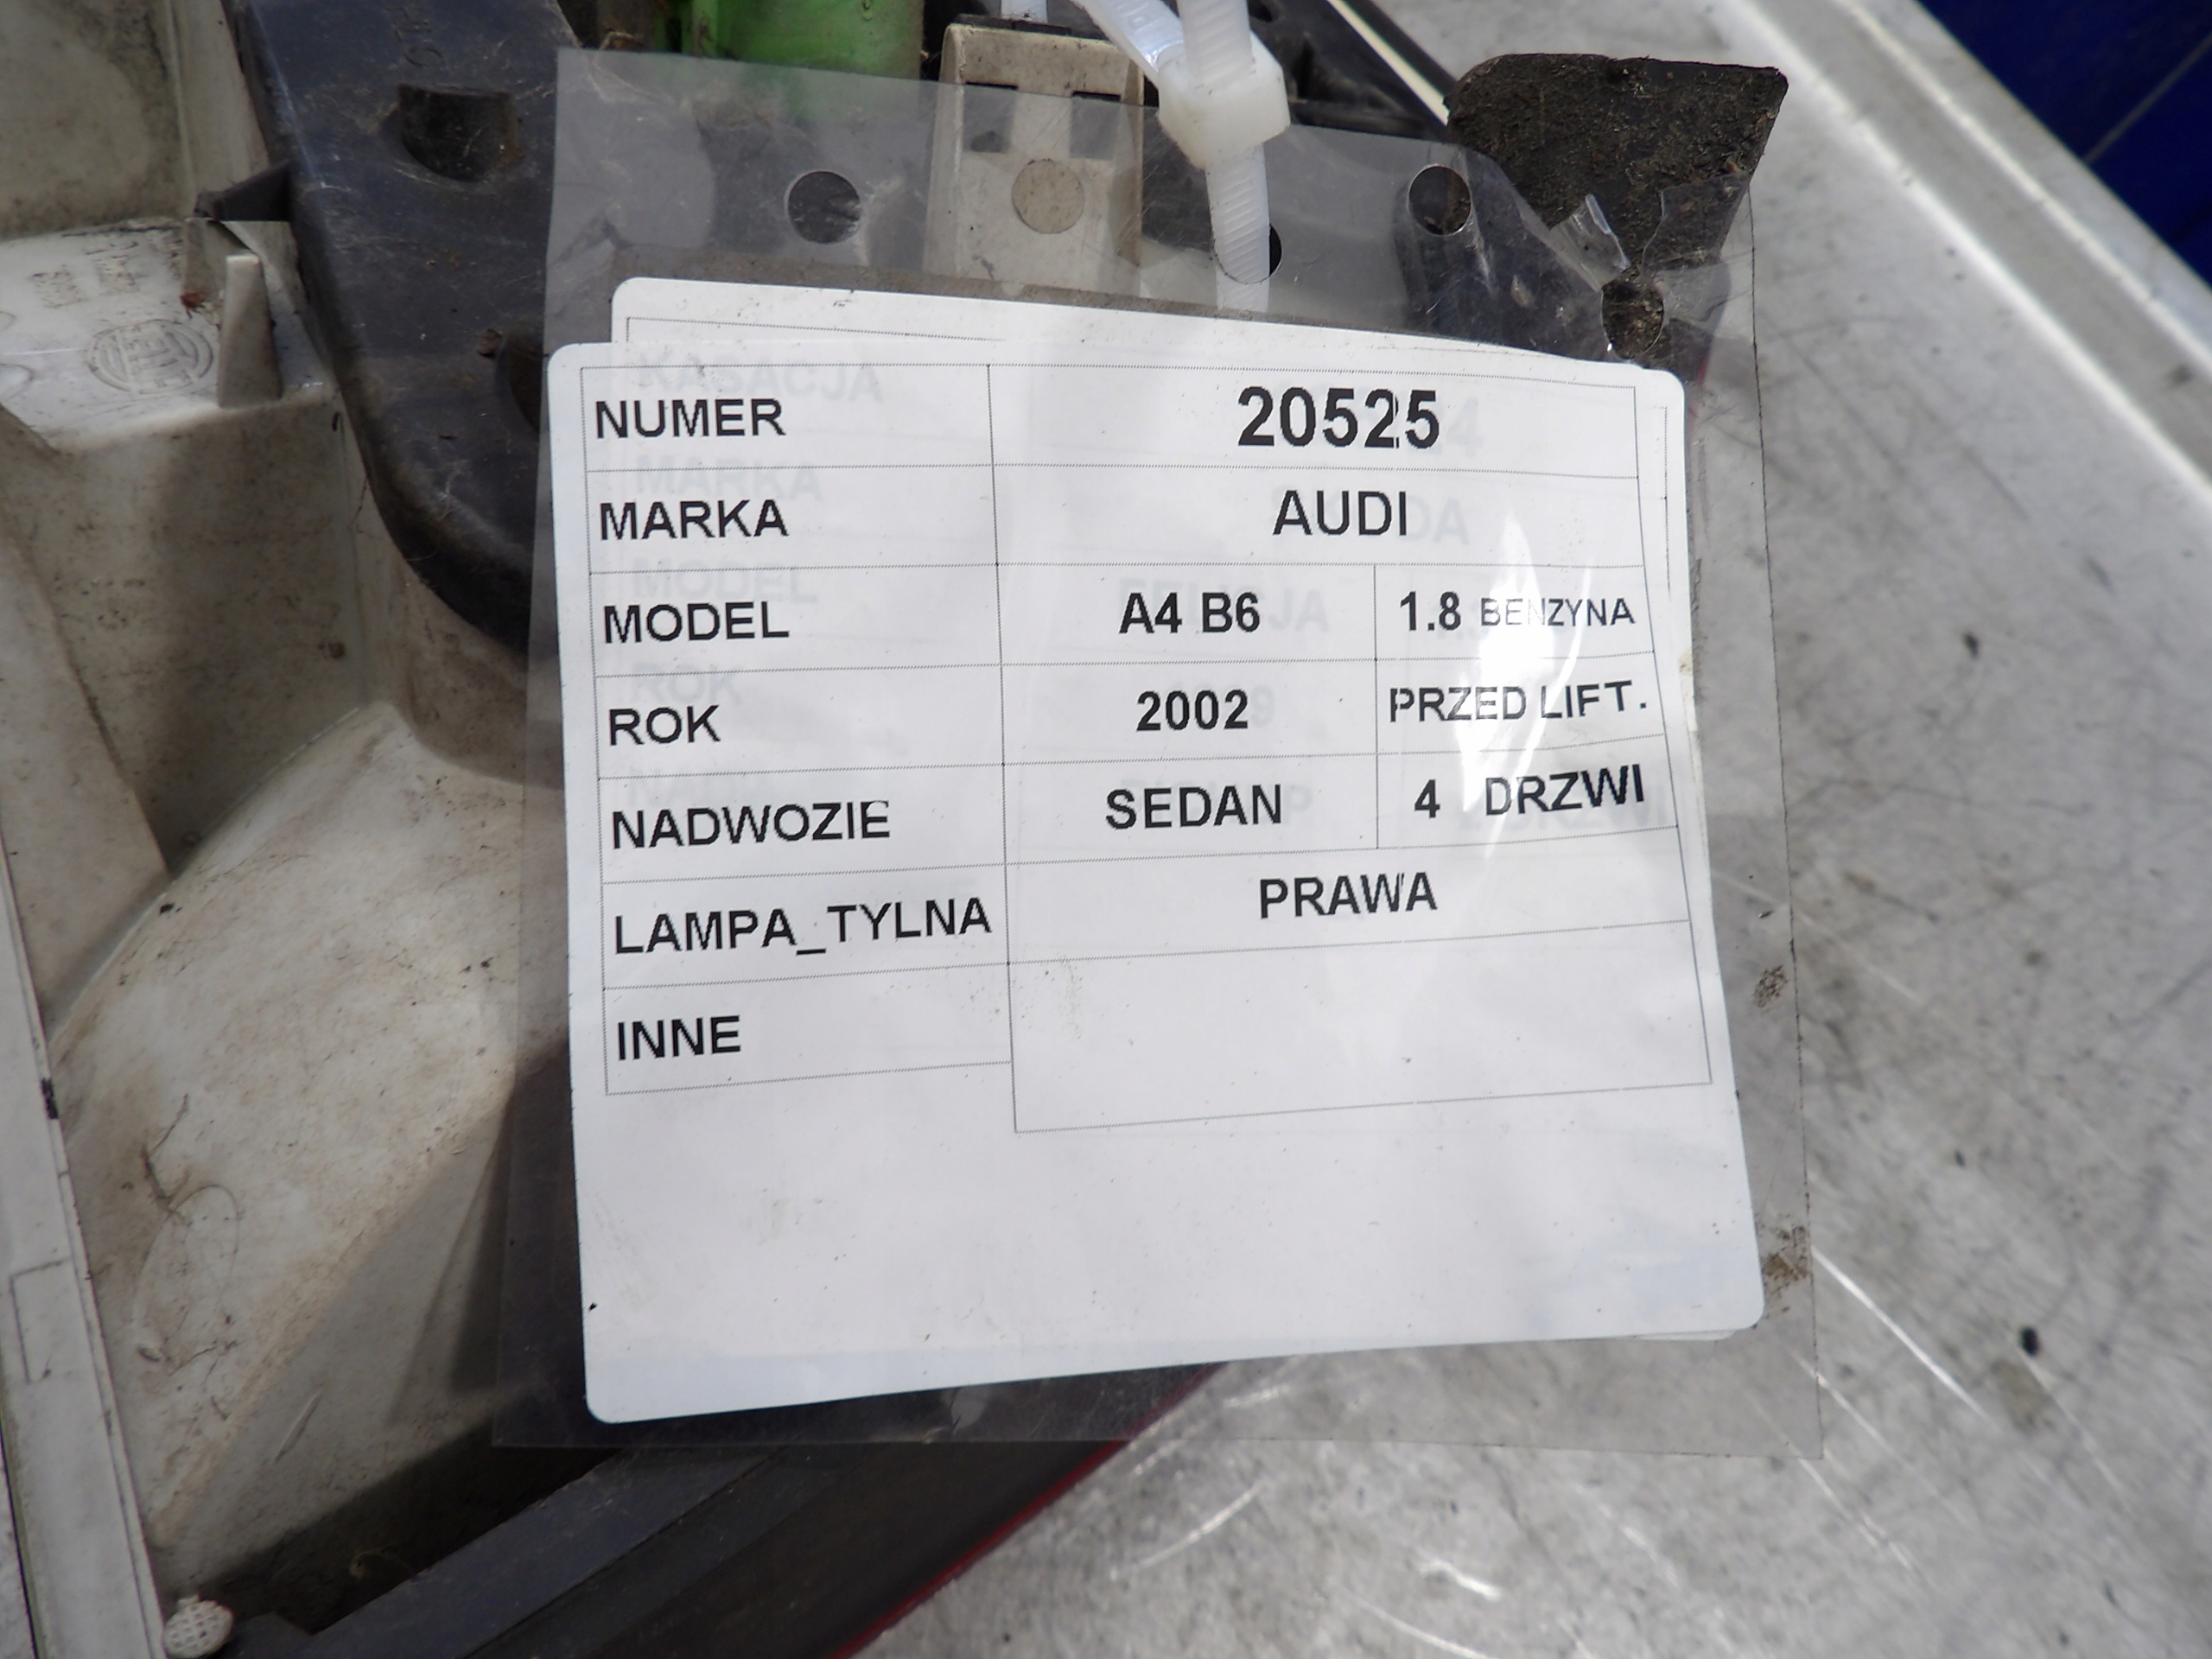 NUMER 20525
MARKA AUDI
MODEL A4 B6 1.8 BENZYNA
ROK 2002 PRZED LIFT.
NADWOZIE SEDAN 4 DRZWI
LAMPA_TYLNA PRAWA
INNE